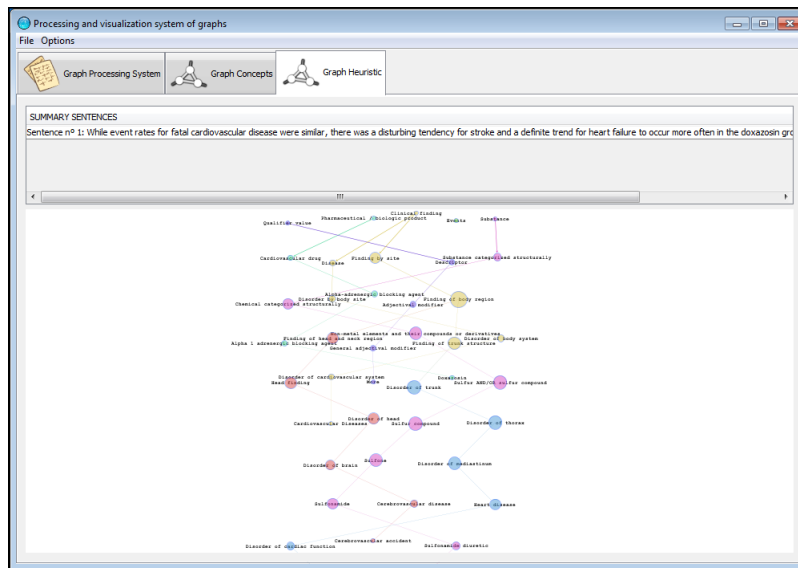 Processing and visualization system of graphs
File Options
Graph Processing System
Graph Concepts
Graph Heuristic
SUMMARY SENTENCES
Sentence nº 1: While event rates for fatal cardiovascular disease were similar, there was a disturbing tendency for stroke and a definite trend for heart failure to occur more often in the doxazosin gro
Clinical finding
Pharmaceutical / biologic product
Qualifier value
Events
Substance
Cardiovascular drug
Disease
Finding by site
Substance categorized structurally
Descriptor
Alpha-adrenergic blocking agent
Disorder by body site
Chemical categorized structurally
Adjectival modifier
Finding of body region
Non-metal elements and their compounds or derivatives
Finding of head and neck region
Disorder of body system
Alpha 1 adrenergic blocking agent
General adjectival modifier
Finding of trunk structure
Disorder of cardiovascular system
Doxazosin
Head finding
More
Disorder of trunk
Sulfur AND/OR sulfur compound
Disorder of head
Cardiovascular Diseases
Sulfur compound
Disorder of thorax
Sulfone
Disorder of brain
Disorder of mediastinum
Sulfonamide
Cerebrovascular disease
Heart disease
Disorder of cardiac function
Cerebrovascular accident
Sulfonamide diuretic